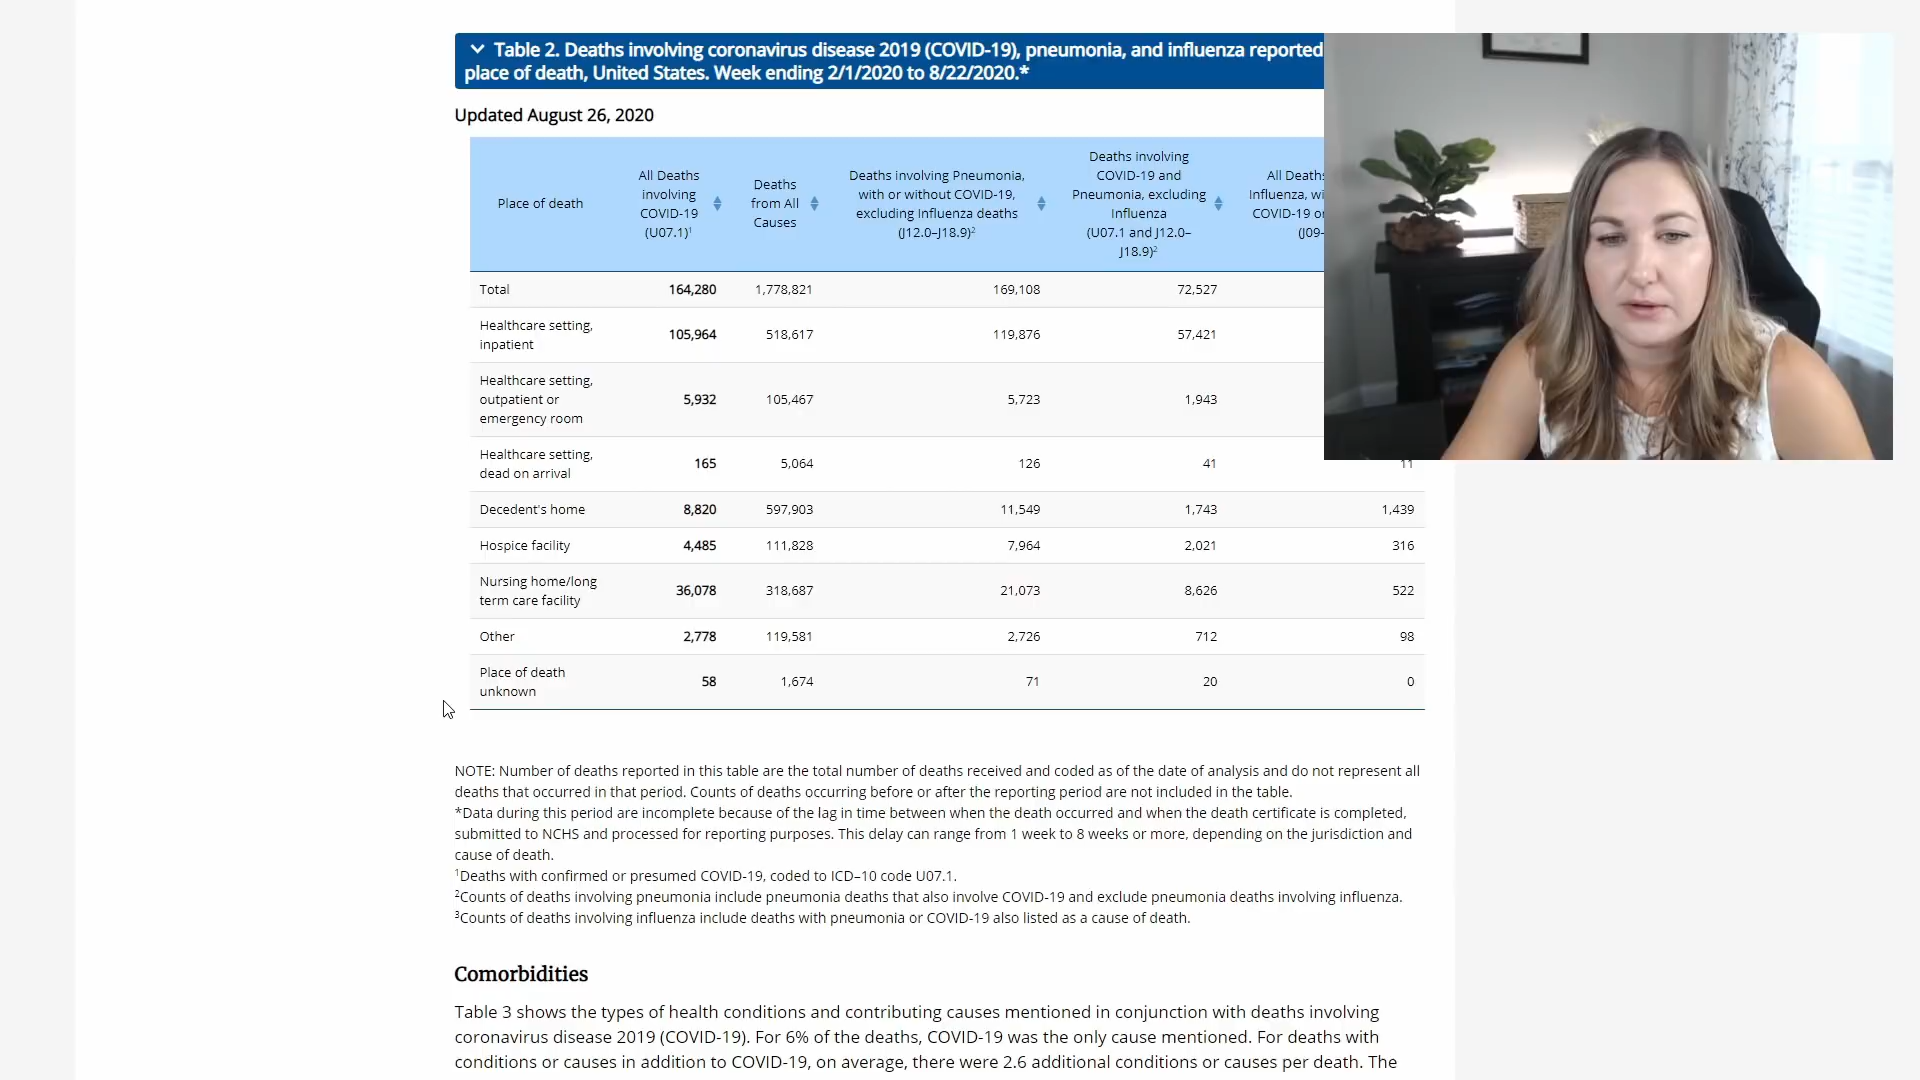 Table 2. Deaths involving coronavirus disease 2019 (COVID-19), pneumonia, and influenza reported
place of death, United States. Week ending 2/1/2020 to 8/22/2020.*
Updated August 26, 2020
Place of death
All Deaths
involving
COVID-19
(U07.1)¹
Deaths
from All
Causes
Deaths involving Pneumonia,
with or without COVID-19,
excluding Influenza deaths
(J12.0–J18.9)²
Deaths involving
COVID-19 and
Pneumonia, excluding
Influenza
(U07.1 and J12.0–
J18.9)²
All Deaths
Influenza,
COVID-19
(J09-
Total 164,280 1,778,821 169,108 72,527
Healthcare setting,
inpatient 105,964 518,617 119,876 57,421
Healthcare setting,
outpatient or
emergency room 5,932 105,467 5,723 1,943
Healthcare setting,
dead on arrival 165 5,064 126 41 11
Decedent's home 8,820 597,903 11,549 1,743 1,439
Hospice facility 4,485 111,828 7,964 2,021 316
Nursing home/long
term care facility 36,078 318,687 21,073 8,626 522
Other 2,778 119,581 2,726 712 98
Place of death
unknown 58 1,674 71 20 0
NOTE: Number of deaths reported in this table are the total number of deaths received and coded as of the date of analysis and do not represent all
deaths that occurred in that period. Counts of deaths occurring before or after the reporting period are not included in the table.
*Data during this period are incomplete because of the lag in time between when the death occurred and when the death certificate is completed,
submitted to NCHS and processed for reporting purposes. This delay can range from 1 week to 8 weeks or more, depending on the jurisdiction and
cause of death.
¹Deaths with confirmed or presumed COVID-19, coded to ICD–10 code U07.1.
²Counts of deaths involving pneumonia include pneumonia deaths that also involve COVID-19 and exclude pneumonia deaths involving influenza.
³Counts of deaths involving influenza include deaths with pneumonia or COVID-19 also listed as a cause of death.
Comorbidities
Table 3 shows the types of health conditions and contributing causes mentioned in conjunction with deaths involving
coronavirus disease 2019 (COVID-19). For 6% of the deaths, COVID-19 was the only cause mentioned. For deaths with
conditions or causes in addition to COVID-19, on average, there were 2.6 additional conditions or causes per death. The